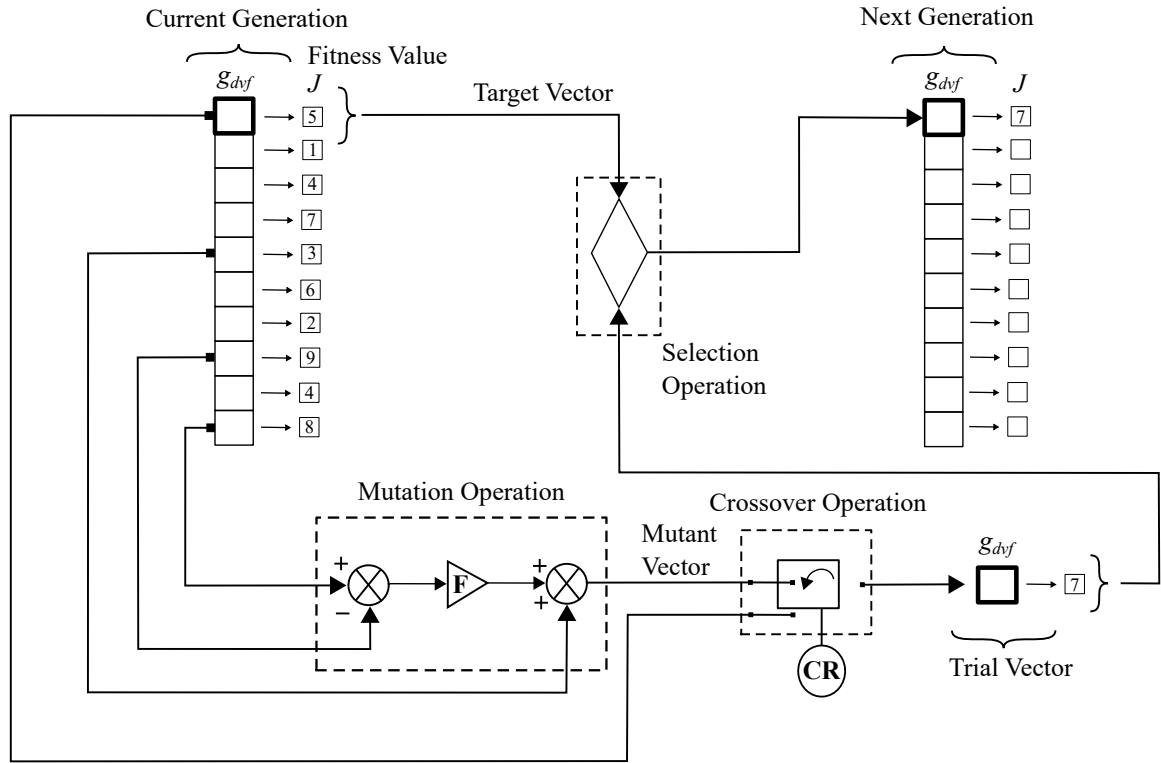 Current Generation
Next Generation
Fitness Value
g_dvf J
g_dvf J
Target Vector
5
7
1
4
7
3
6
2
9
4
8
Selection
Operation
Mutation Operation
Crossover Operation
Mutant
Vector
g_dvf
+
−
F
+
+
7
CR
Trial Vector